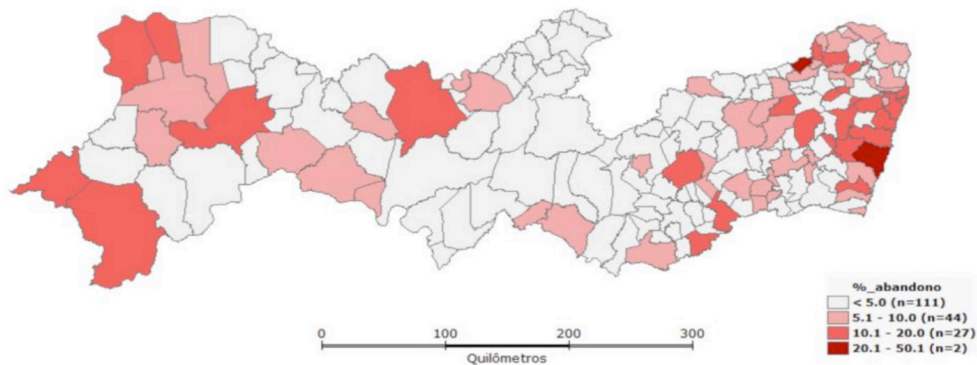 %_abandono
< 5.0 (n=111)
5.1 - 10.0 (n=44)
10.1 - 20.0 (n=27)
20.1 - 50.1 (n=2)
0 100 200 300
Quilômetros